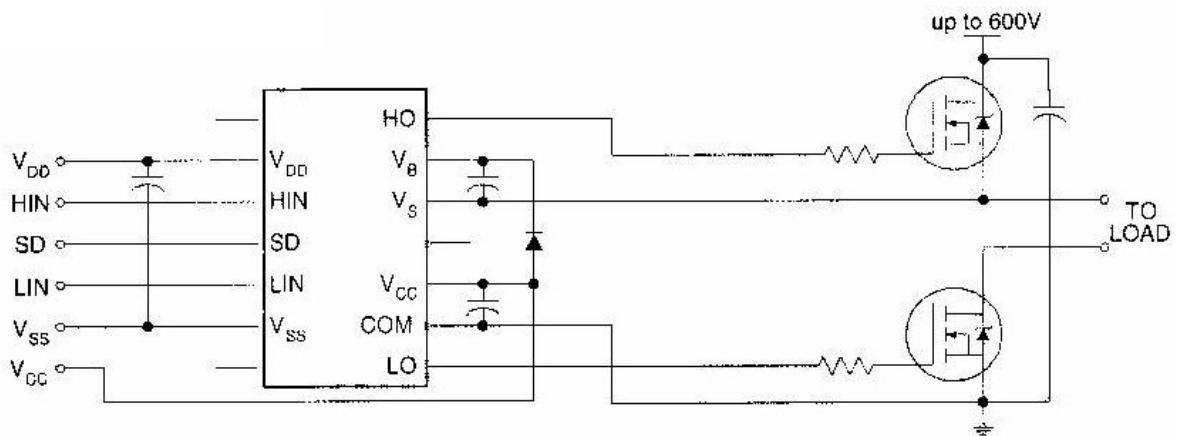 up to 600V
HO
V_DD
V_DD
V_B
HIN
HIN
V_S
SD
SD
TO
LOAD
LIN
LIN
V_CC
V_SS
V_SS
COM
V_CC
LO